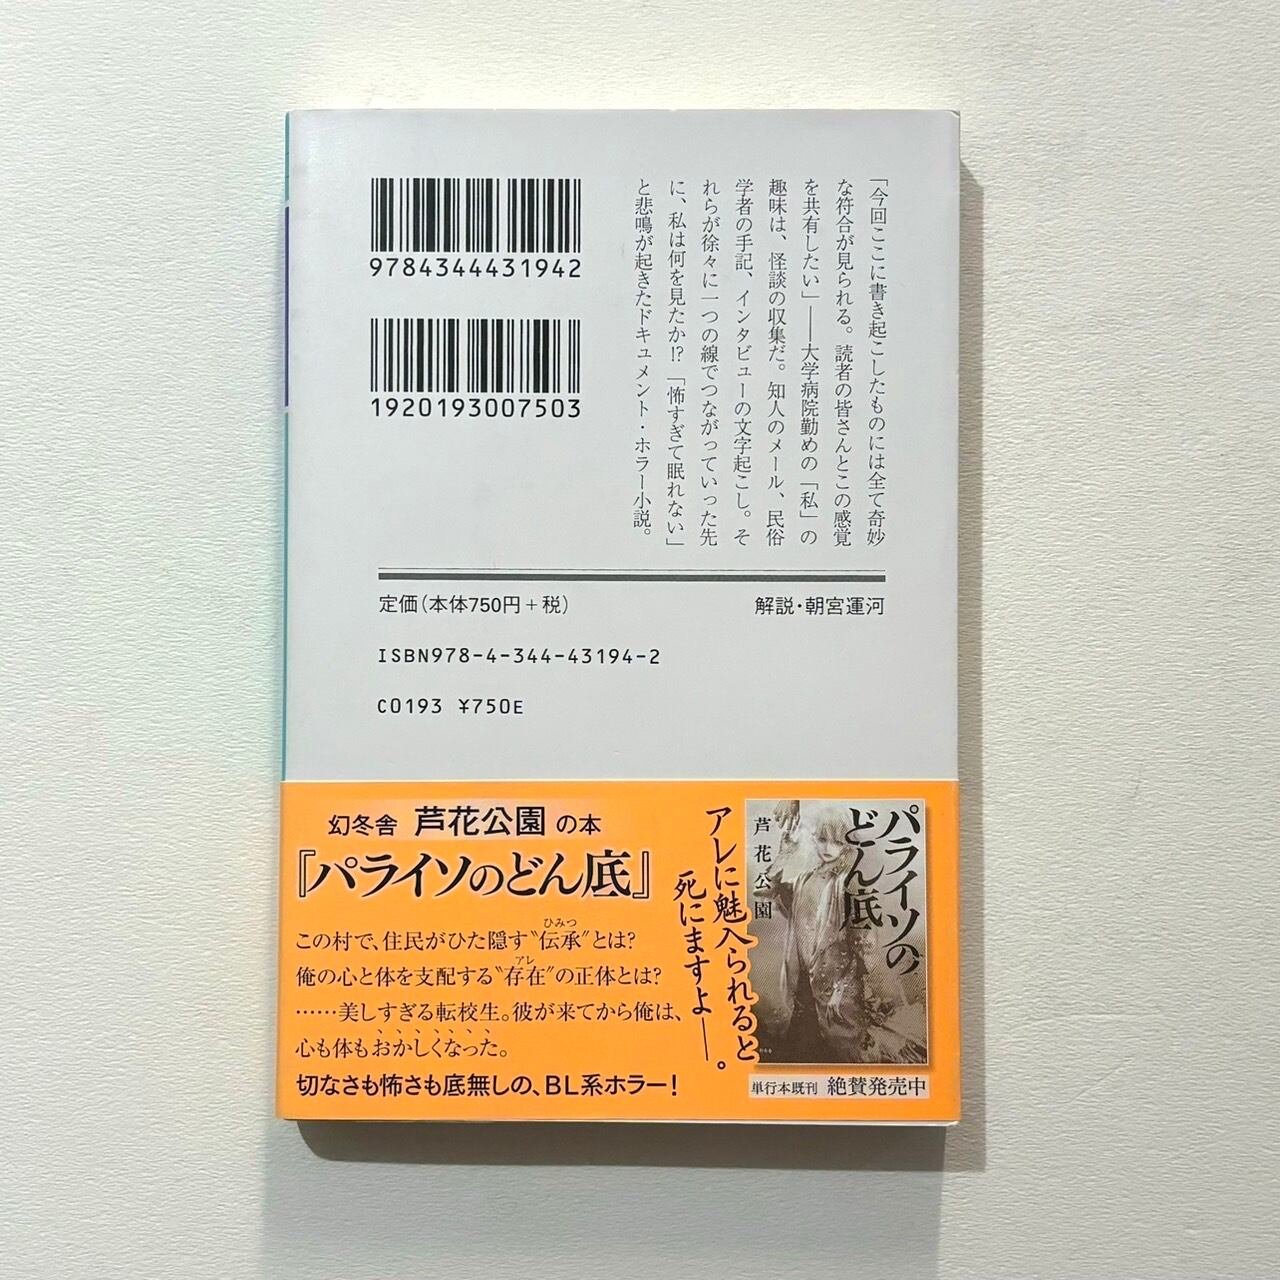 「今回ここに書き起こしたものには全て奇妙
な符合が見られる。読者の皆さんとこの感覚
を共有したい」――大学病院勤めの「私」の
趣味は、怪談の収集だ。知人のメール、民俗
学者の手記、インタビューの文字起こし。そ
れらが徐々に一つの線でつながっていった先
に、私は何を見たか!?「怖すぎて眠れない」
と悲鳴が起きたドキュメント・ホラー小説。
9784344431942
1920193007503
定価(本体750円+税)
解説・朝宮運河
ISBN978-4-344-43194-2
C0193 ¥750E
幻冬舎 芦花公園の本
『パライソのどん底』
この村で、住民がひた隠す“伝承”とは?
ひみつ
俺の心と体を支配する“存在”の正体とは?
アレ
……美しすぎる転校生。彼が来てから俺は、
心も体もおかしくなった。
切なさも怖さも底無しの、BL系ホラー!
アレに魅入られると
死にますよ――。
パライソの
どん底
芦花公園
単行本既刊 絶賛発売中